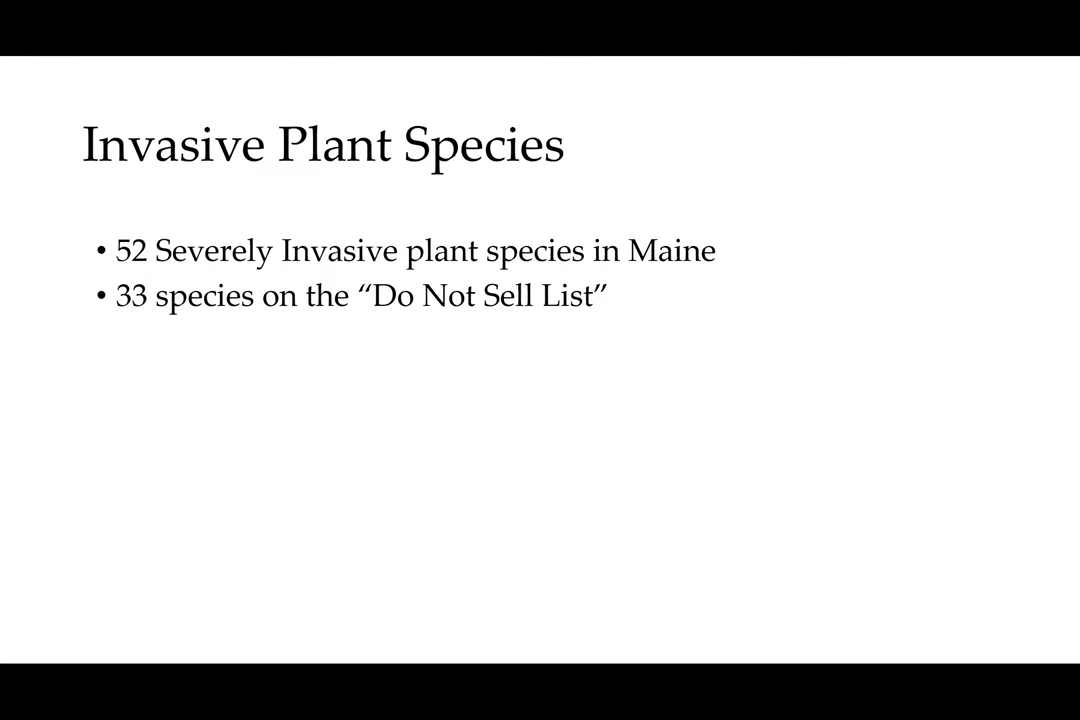 Invasive Plant Species
• 52 Severely Invasive plant species in Maine
• 33 species on the “Do Not Sell List”